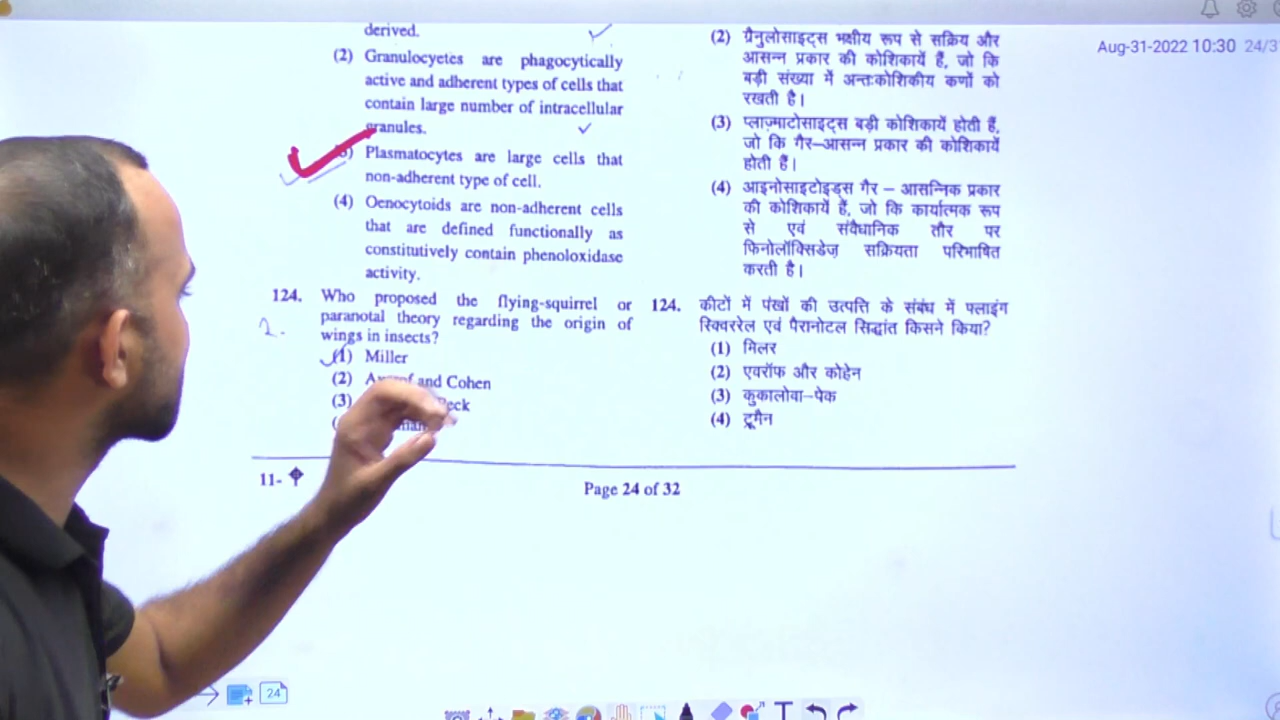 Aug-31-2022 10:30 24/3
derived.
(2) Granulocyetes are phagocytically
active and adherent types of cells that
contain large number of intracellular
granules.
Plasmatocytes are large cells that
non-adherent type of cell.
(4) Oenocytoids are non-adherent cells
that are defined functionally as
constitutively contain phenoloxidase
activity.
124. Who proposed the flying-squirrel or
paranotal theory regarding the origin of
2.
wings in insects?
(1) Miller
(2) and Cohen
(3) Peck
(2) ग्रैनुलोसाइट्स भक्षीय रूप से सक्रिय और
आसन्न प्रकार की कोशिकायें हैं, जो कि
बड़ी संख्या में अन्तःकोशिकीय कणों को
रखती है।
(3) प्लाज़्माटोसाइट्स बड़ी कोशिकायें होती हैं,
जो कि गैर–आसन्न प्रकार की कोशिकायें
होती हैं।
(4) आइनोसाइटोइड्स गैर – आसन्निक प्रकार
की कोशिकायें हैं, जो कि कार्यात्मक रूप
से एवं संवैधानिक तौर पर
फिनोलॉक्सिडेज़ सक्रियता परिभाषित
करती है।
124. कीटों में पंखों की उत्पत्ति के संबंध में फ्लाइंग
स्क्विररेल एवं पैरानोटल सिद्धांत किसने किया?
(1) मिलर
(2) एवरॉफ और कोहेन
(3) कुकालोवा–पेक
(4) ट्रूगैन
11-
Page 24 of 32
24